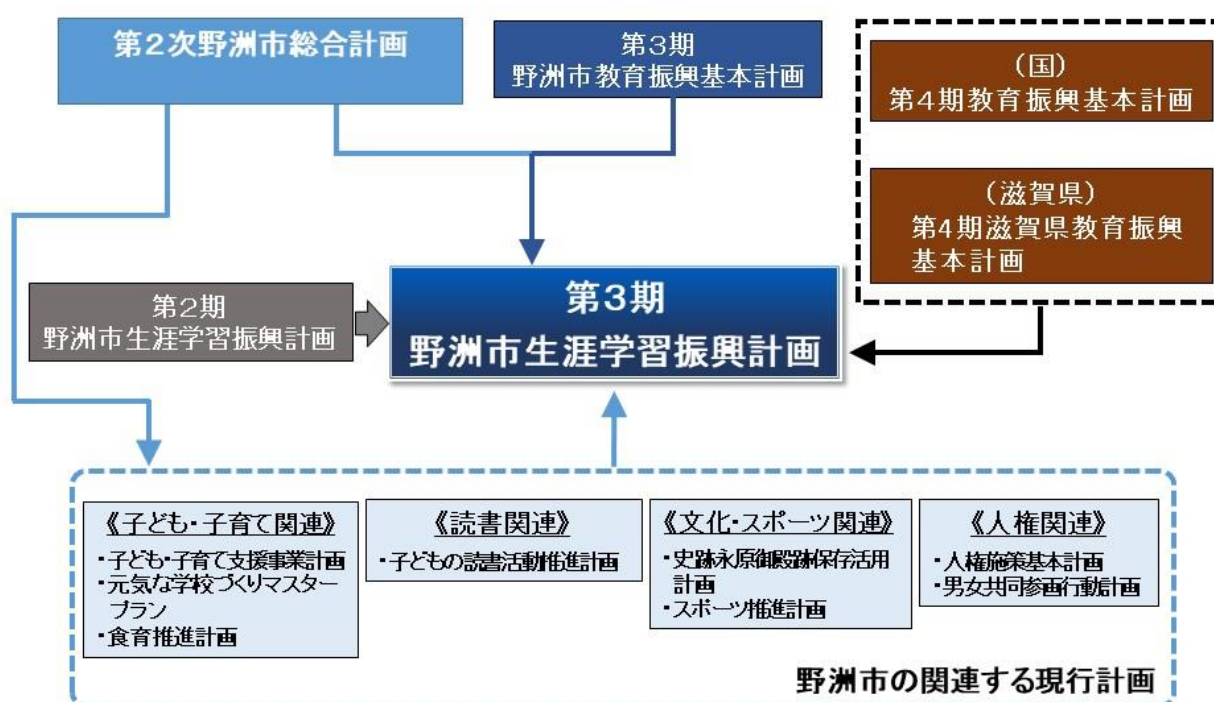 第2次野洲市総合計画
第3期
野洲市教育振興基本計画
(国)
第4期教育振興基本計画
(滋賀県)
第4期滋賀県教育振興
基本計画
第2期
野洲市生涯学習振興計画
第3期
野洲市生涯学習振興計画
《子ども・子育て関連》
・子ども・子育て支援事業計画
・元気な学校づくりマスター
プラン
・食育推進計画
《読書関連》
・子どもの読書活動推進計画
《文化・スポーツ関連》
・史跡永原御殿跡保存活用
計画
・スポーツ推進計画
《人権関連》
・人権施策基本計画
・男女共同参画行動計画
野洲市の関連する現行計画